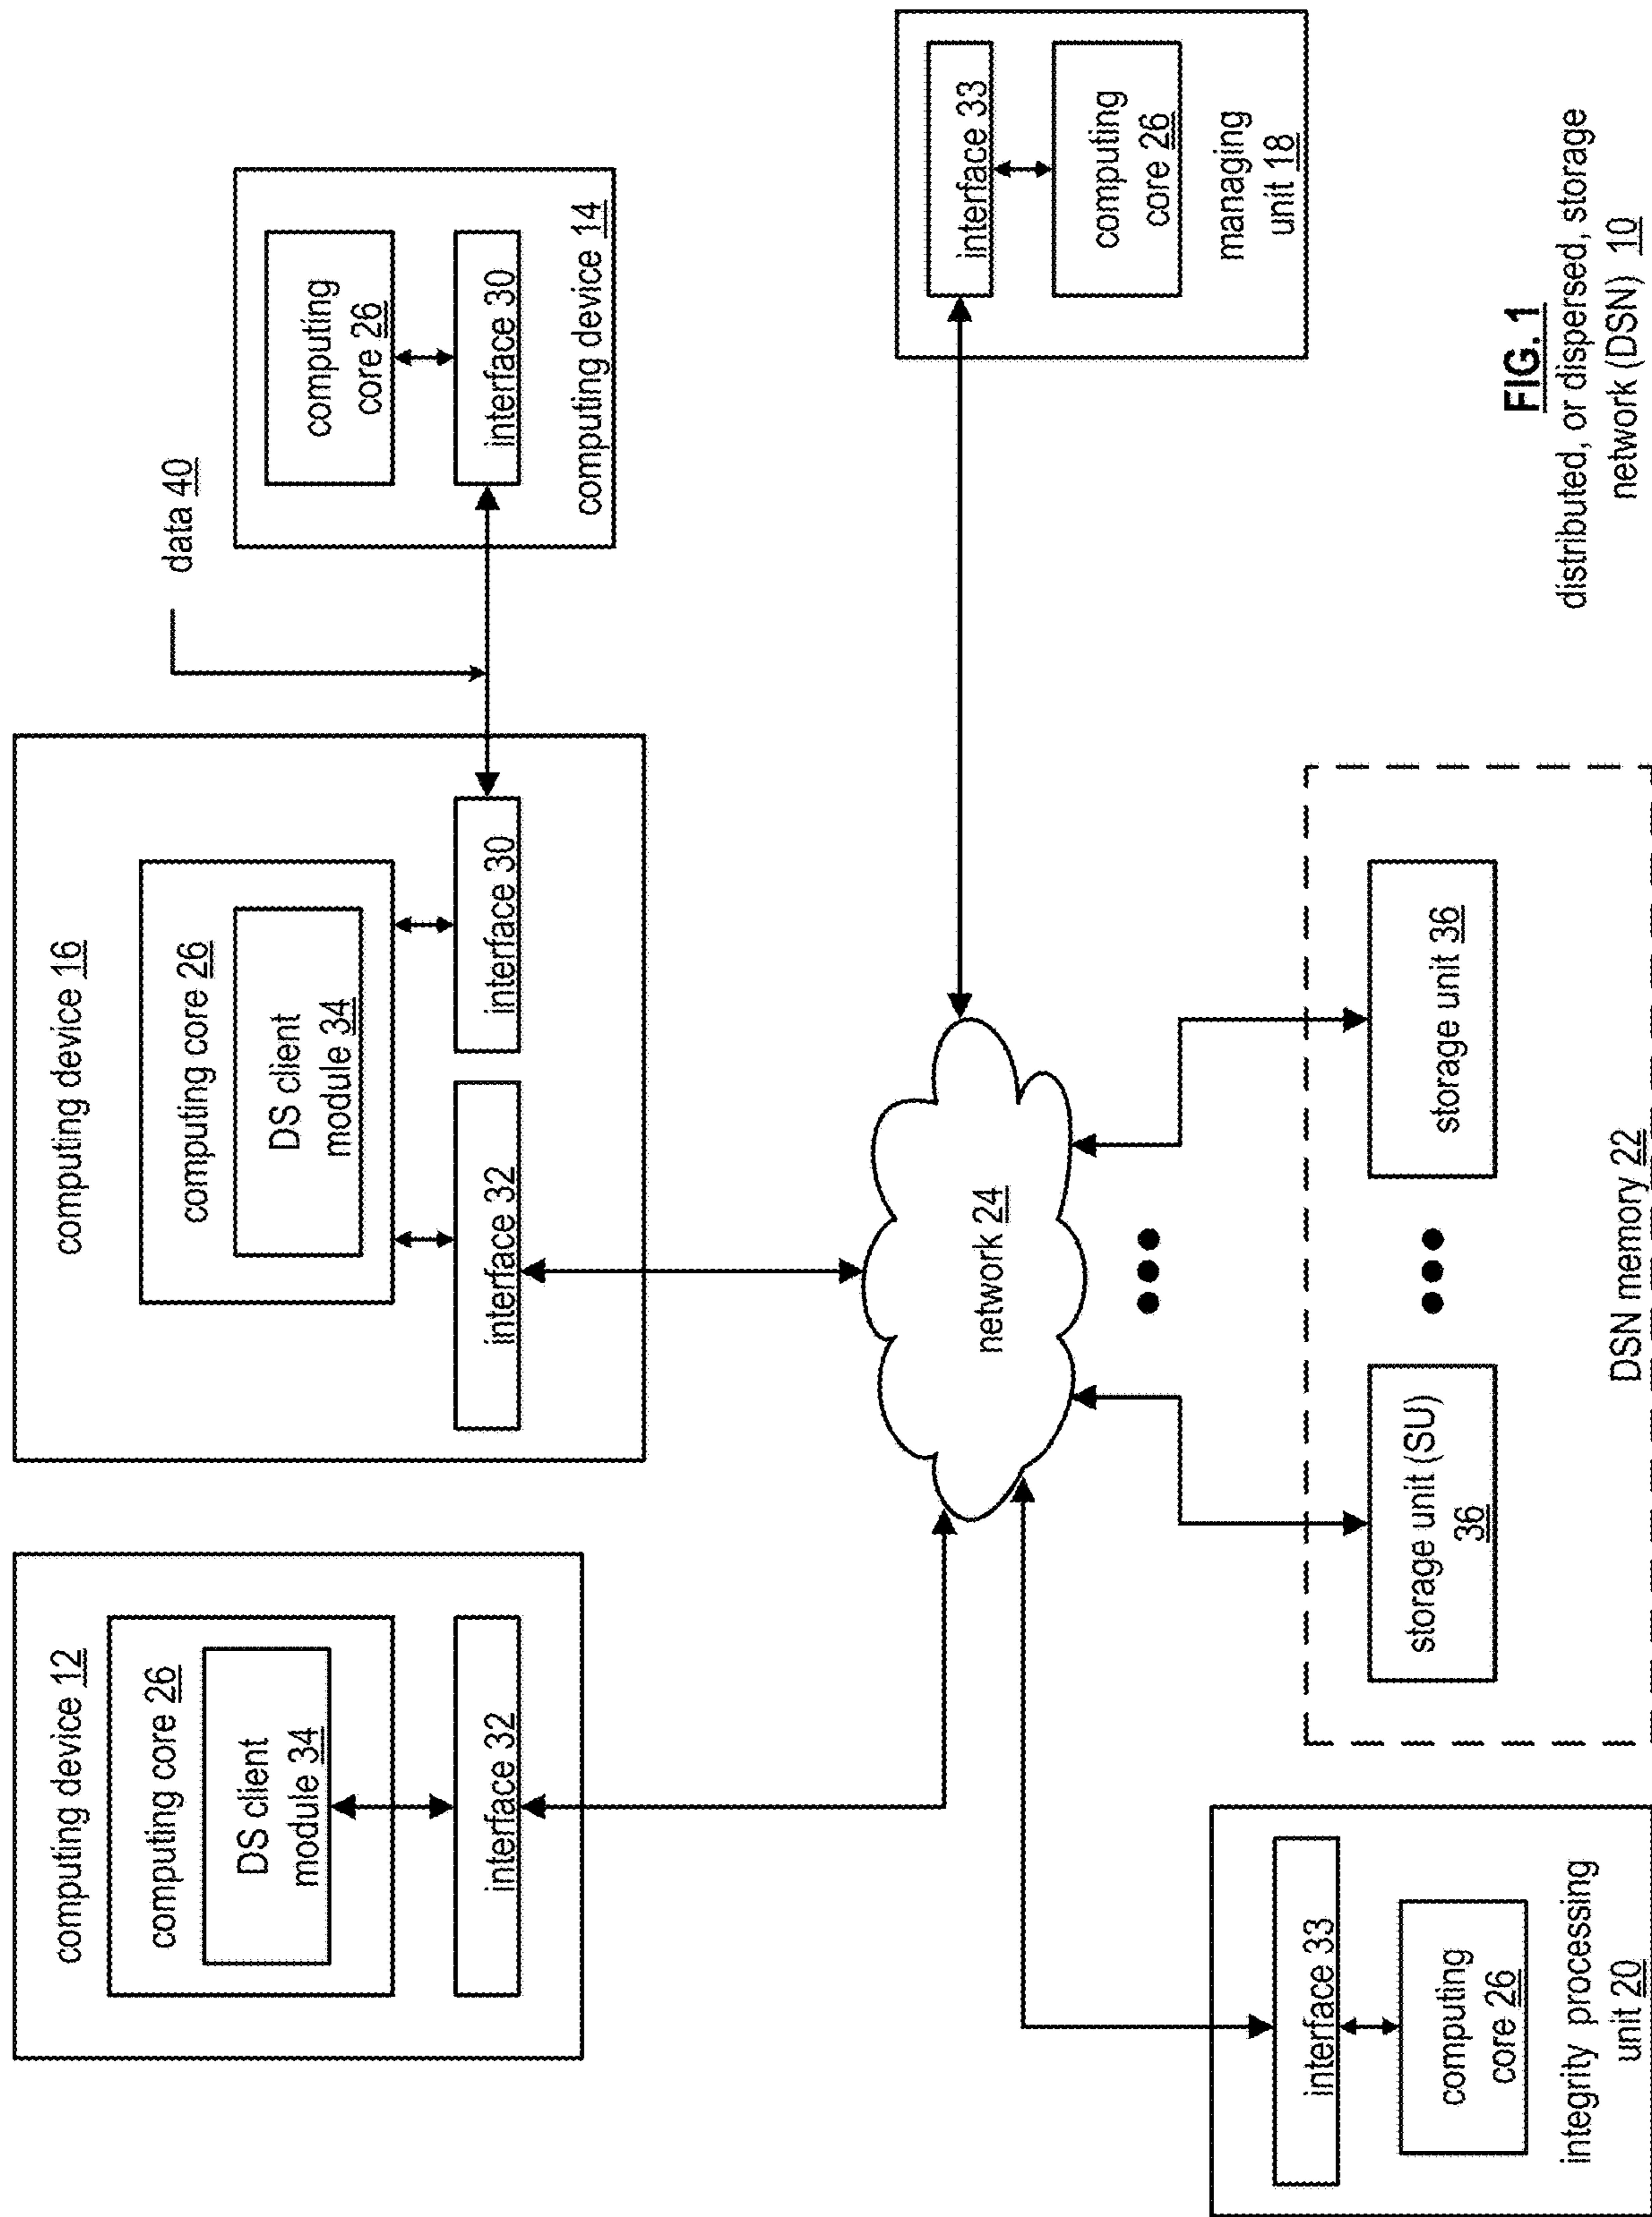 computing device 12
computing core 26
DS client
module 34
interface 32
computing device 16
computing core 26
DS client
module 34
interface 32
interface 30
data 40
computing
core 26
interface 30
computing device 14
network 24
interface 33
computing
core 26
managing
unit 18
interface 33
computing
core 26
integrity processing
unit 20
storage unit (SU)
36
storage unit 36
DSN memory 22
FIG. 1
distributed, or dispersed, storage
network (DSN) 10